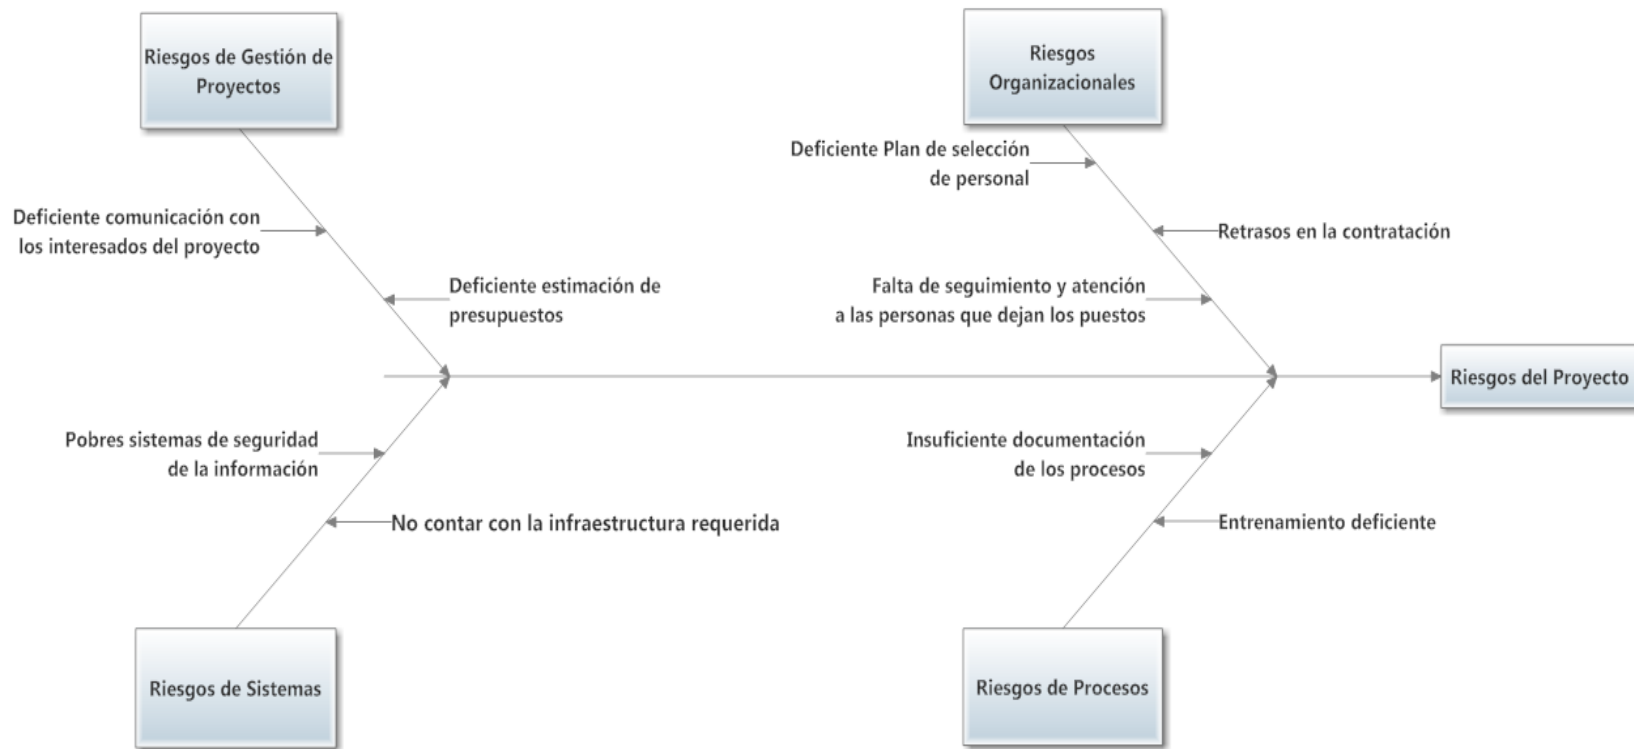 Riesgos de Gestión de
Proyectos
Riesgos
Organizacionales
Deficiente Plan de selección
de personal
Deficiente comunicación con
los interesados del proyecto
Retrasos en la contratación
Deficiente estimación de
presupuestos
Falta de seguimiento y atención
a las personas que dejan los puestos
Riesgos del Proyecto
Pobres sistemas de seguridad
de la información
Insuficiente documentación
de los procesos
No contar con la infraestructura requerida
Entrenamiento deficiente
Riesgos de Sistemas
Riesgos de Procesos